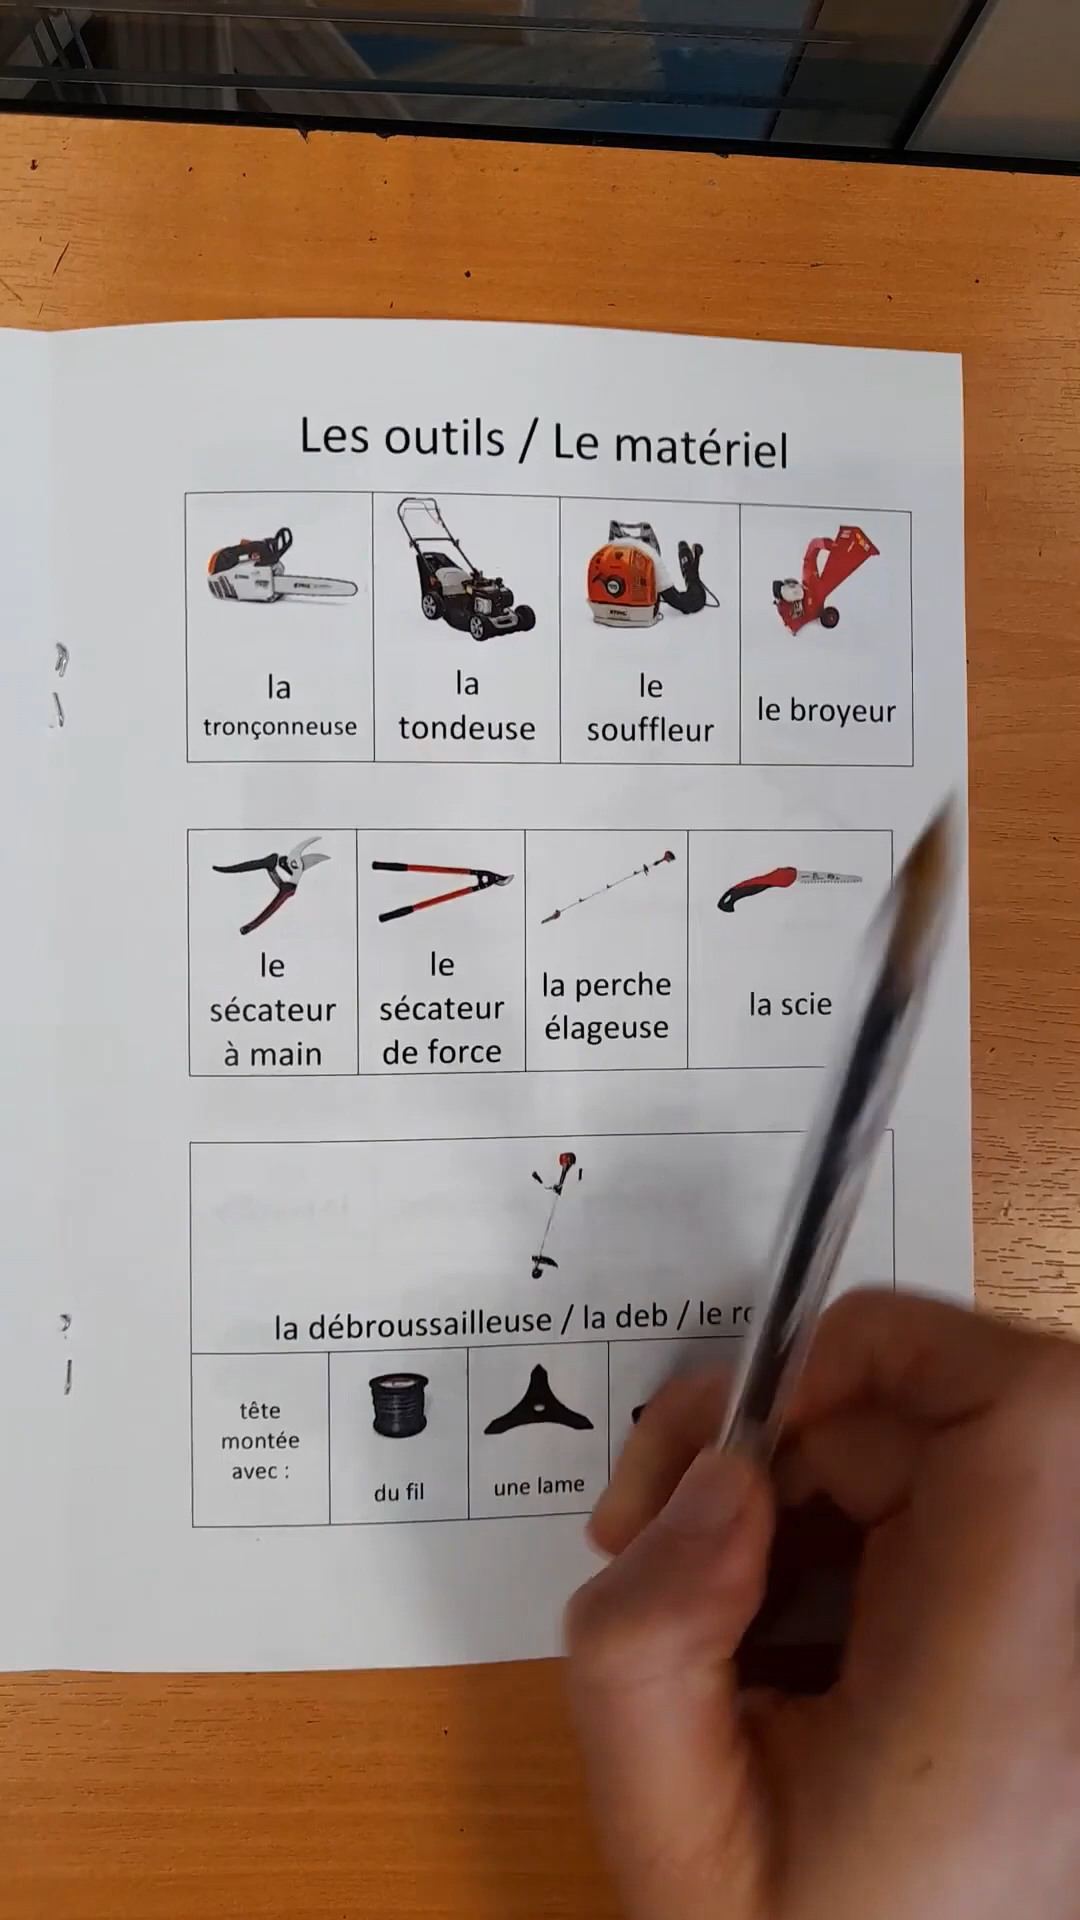 Les outils / Le matériel
la
tronçonneuse
la
tondeuse
le
souffleur
le broyeur
le
sécateur
à main
le
sécateur
de force
la perche
élageuse
la scie
la débroussailleuse / la deb / le
tête
montée
avec :
du fil
une lame